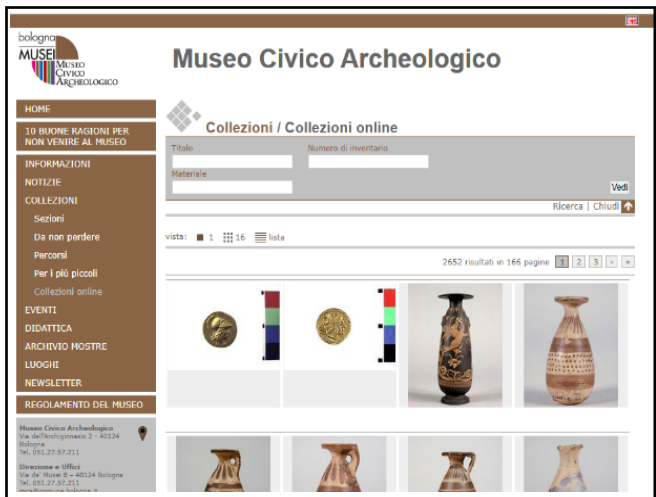 bologna
MUSEI
Museo
Civico
Archeologico
Museo Civico Archeologico
HOME
10 BUONE RAGIONI PER
NON VENIRE AL MUSEO
INFORMAZIONI
NOTIZIE
COLLEZIONI
Sezioni
Da non perdere
Percorsi
Per i più piccoli
Collezioni online
EVENTI
DIDATTICA
ARCHIVIO MOSTRE
LUOGHI
NEWSLETTER
REGOLAMENTO DEL MUSEO
Museo Civico Archeologico
Via dell'Archiginnasio 2 - 40124
Bologna
Tel. 051.27.57.211
Direzione e Uffici
Via de' Musei 8 - 40124 Bologna
Tel. 051.27.57.211
Collezioni / Collezioni online
Titolo
Numero di inventario
Materiale
Vedi
Ricerca | Chiudi
vista: 1 16 lista
2652 risultati in 166 pagine 1 2 3 › »